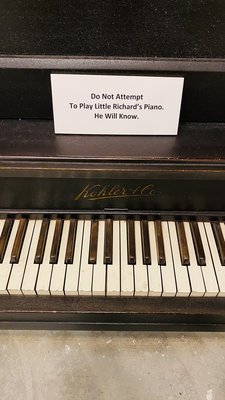 Do Not Attempt
To Play Little Richard's Piano.
He Will Know.
Kohler & Co